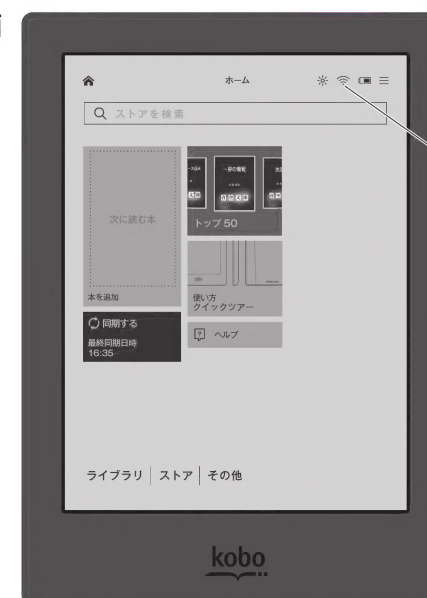 ホーム
ストアを検索
次に読む本
本を追加
トップ 50
使い方
クイックツアー
同期する
最終同期日時
16:35
? ヘルプ
ライブラリ | ストア | その他
kobo